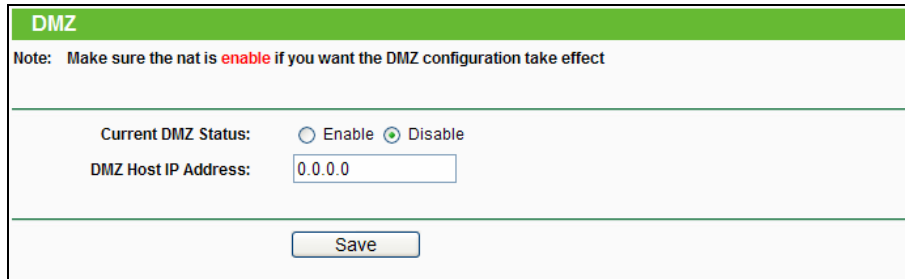 DMZ
Note: Make sure the nat is enable if you want the DMZ configuration take effect
Current DMZ Status: Enable Disable
DMZ Host IP Address: 0.0.0.0
Save